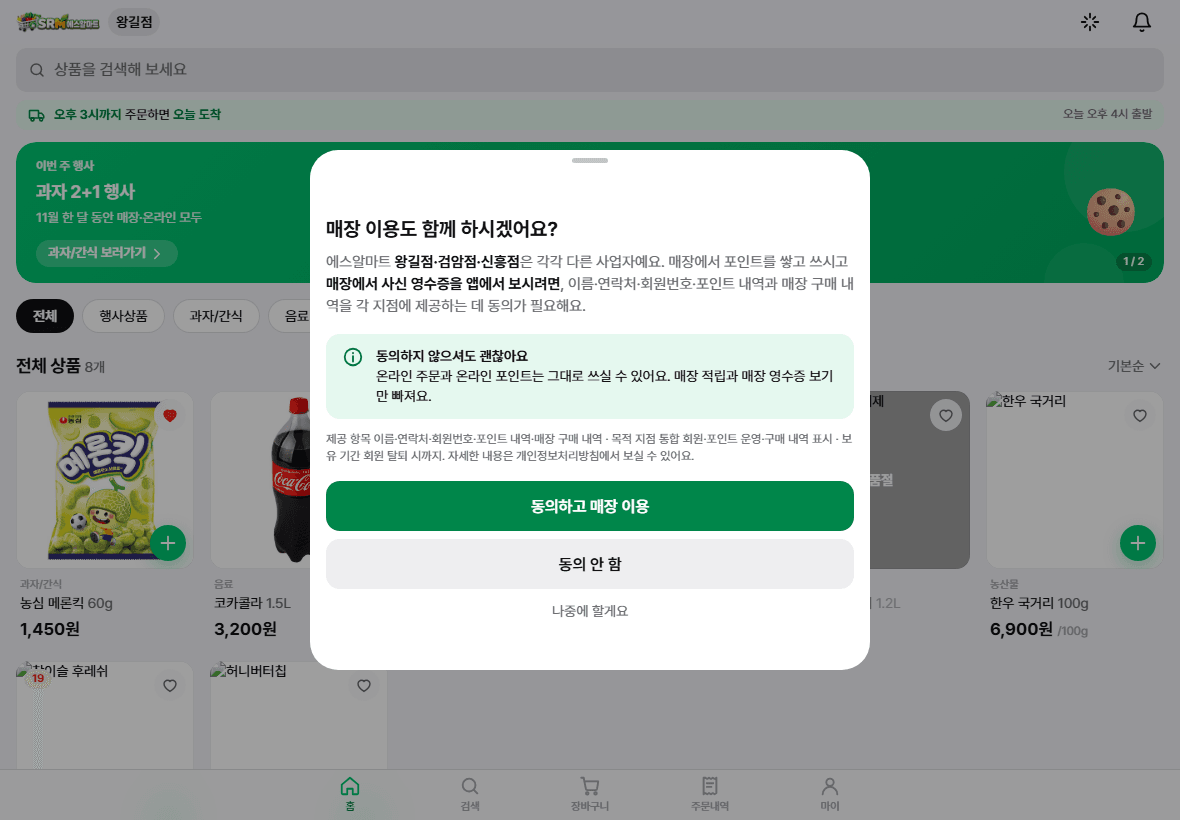 SRM에스알마트 왕길점
상품을 검색해 보세요
오후 3시까지 주문하면 오늘 도착
오늘 오후 4시 출발
이번 주 행사
과자 2+1 행사
11월 한 달 동안 매장·온라인 모두
과자/간식 보러가기
1 / 2
전체 행사상품 과자/간식 음료
전체 상품 8개
기본순
매장 이용도 함께 하시겠어요?
에스알마트 왕길점·검암점·신흥점은 각각 다른 사업자예요. 매장에서 포인트를 쌓고 쓰시고
매장에서 사신 영수증을 앱에서 보시려면, 이름·연락처·회원번호·포인트 내역과 매장 구매 내
역을 각 지점에 제공하는 데 동의가 필요해요.
동의하지 않으셔도 괜찮아요
온라인 주문과 온라인 포인트는 그대로 쓰실 수 있어요. 매장 적립과 매장 영수증 보기
만 빠져요.
제공 항목 이름·연락처·회원번호·포인트 내역·매장 구매 내역 · 목적 지점 통합 회원·포인트 운영·구매 내역 표시 · 보
유 기간 회원 탈퇴 시까지. 자세한 내용은 개인정보처리방침에서 보실 수 있어요.
동의하고 매장 이용
동의 안 함
나중에 할게요
농심
메론킥
Coca-Cola
제
품절
한우 국거리
과자/간식
농심 메론킥 60g
1,450원
음료
코카콜라 1.5L
3,200원
1.2L
농산물
한우 국거리 100g
6,900원 /100g
참이슬 후레쉬
19
허니버터칩
홈 검색 장바구니 주문내역 마이